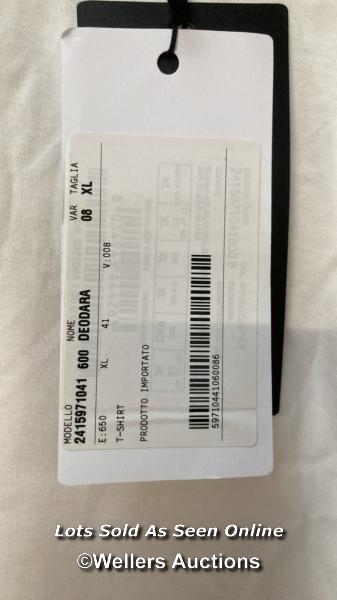 MODELLO NOME VAR TAGLIA
2415971041 600 DEODARA 08 XL
E:650 XL 41 V:008
T-SHIRT
PRODOTTO IMPORTATO
59710441060086
Lots Sold As Seen Online
©Wellers Auctions